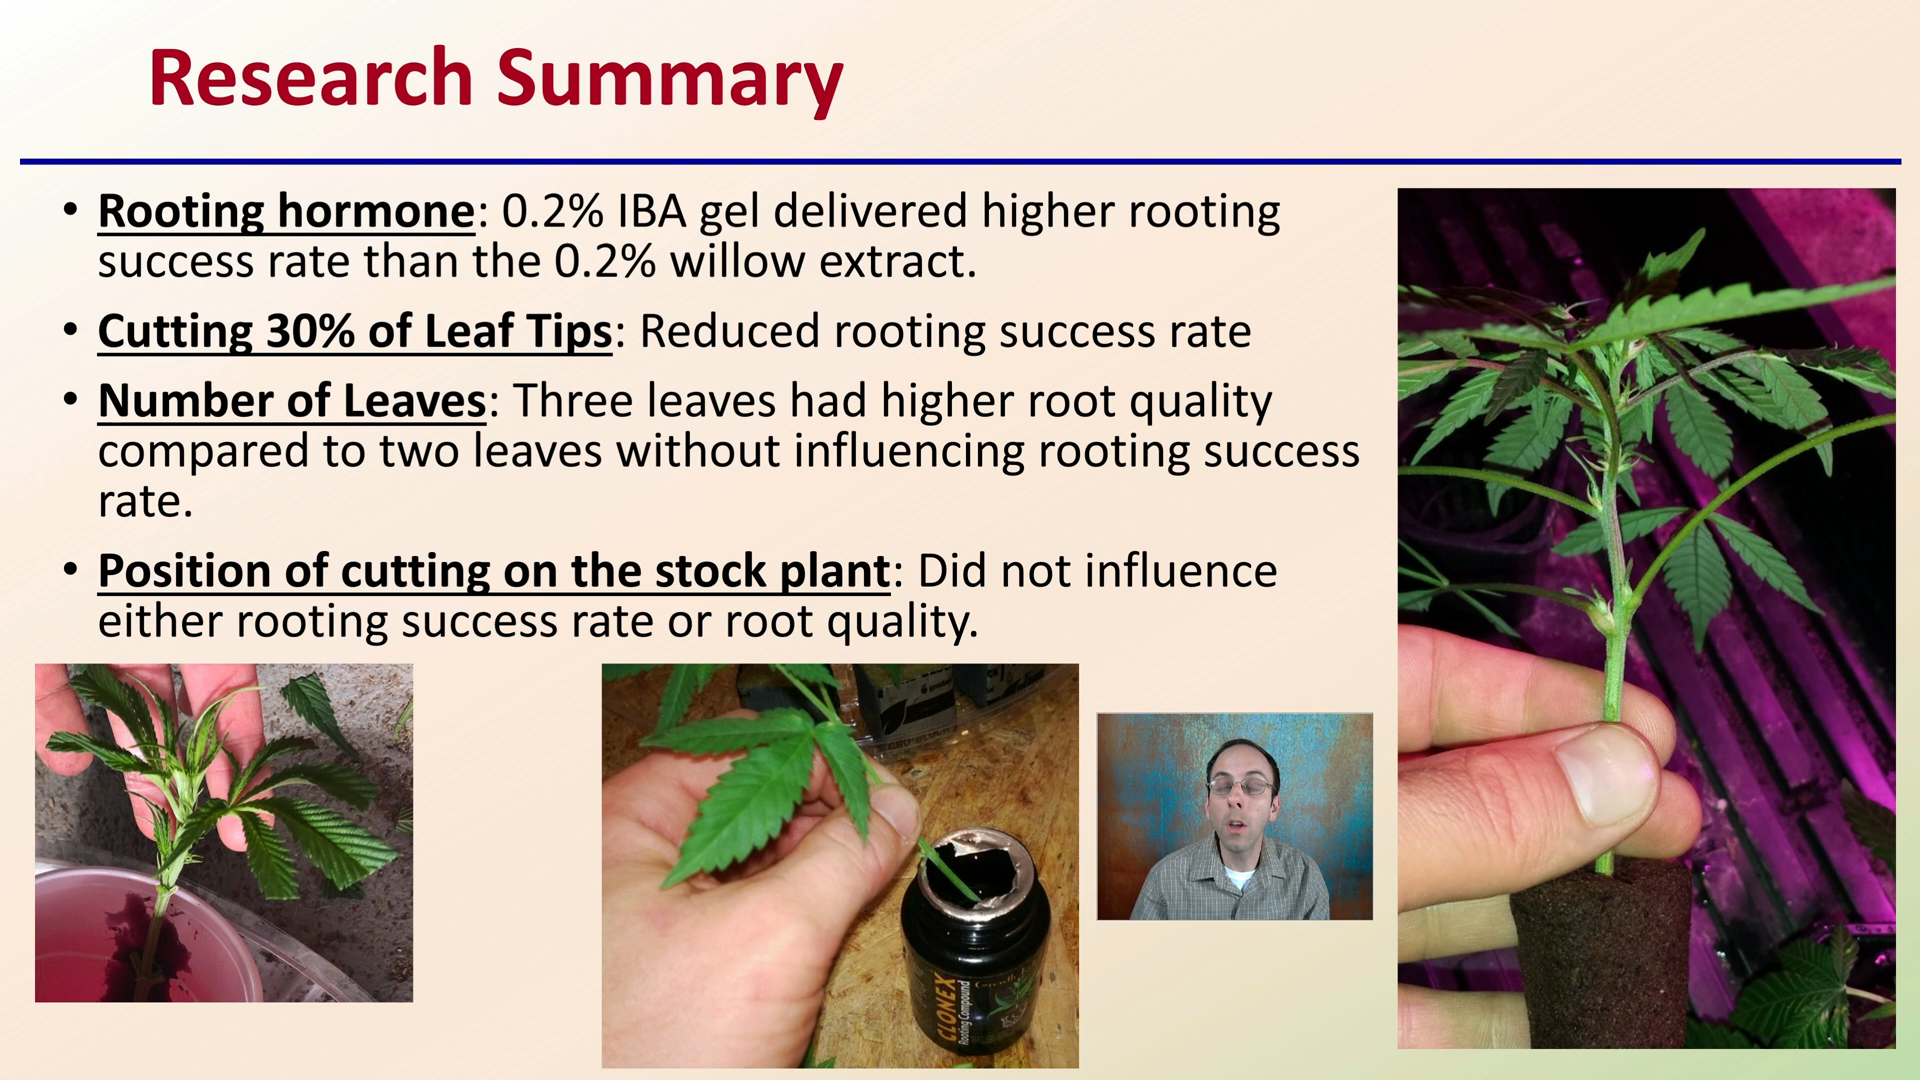 Research Summary
• Rooting hormone: 0.2% IBA gel delivered higher rooting
success rate than the 0.2% willow extract.
• Cutting 30% of Leaf Tips: Reduced rooting success rate
• Number of Leaves: Three leaves had higher root quality
compared to two leaves without influencing rooting success
rate.
• Position of cutting on the stock plant: Did not influence
either rooting success rate or root quality.
CLONEX
Rooting Compound